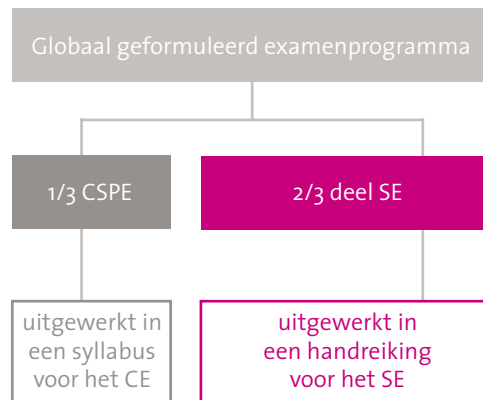 Globaal geformuleerd examenprogramma
1/3 CSPE
2/3 deel SE
uitgewerkt in
een syllabus
voor het CE
uitgewerkt in
een handreiking
voor het SE